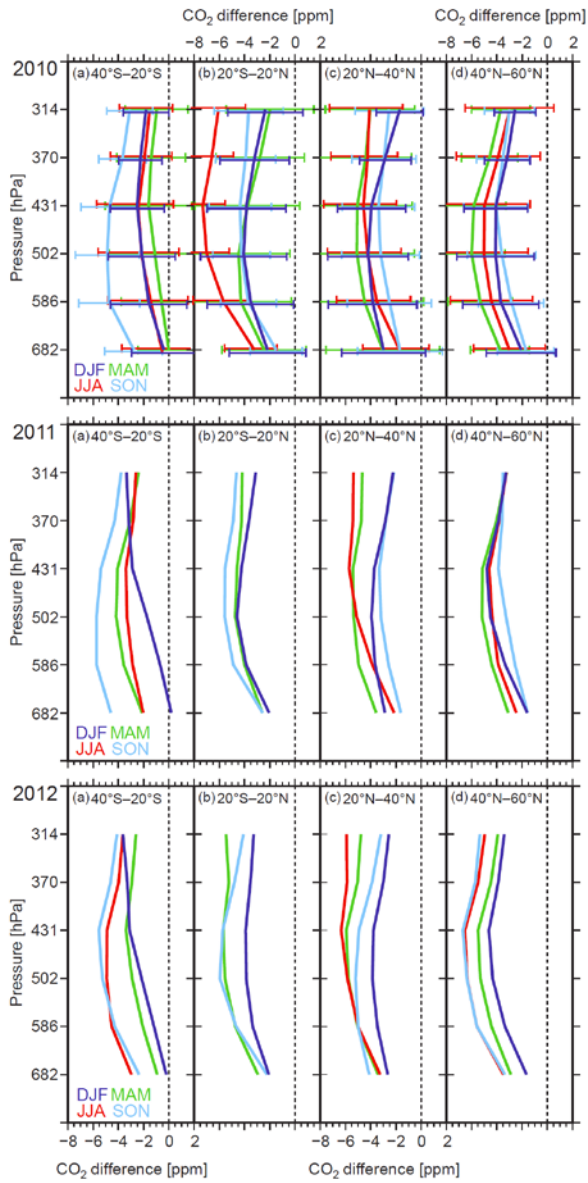 CO₂ difference [ppm] CO₂ difference [ppm]
−8 −6 −4 −2 0 2 −8 −6 −4 −2 0 2
2010
(a) 40°S–20°S (b) 20°S–20°N (c) 20°N–40°N (d) 40°N–60°N
314
370
431
502
586
682
Pressure [hPa]
DJF MAM
JJA SON
2011
(a) 40°S–20°S (b) 20°S–20°N (c) 20°N–40°N (d) 40°N–60°N
314
370
431
502
586
682
Pressure [hPa]
DJF MAM
JJA SON
2012
(a) 40°S–20°S (b) 20°S–20°N (c) 20°N–40°N (d) 40°N–60°N
314
370
431
502
586
682
Pressure [hPa]
DJF MAM
JJA SON
−8 −6 −4 −2 0 2 −8 −6 −4 −2 0 2
CO₂ difference [ppm] CO₂ difference [ppm]